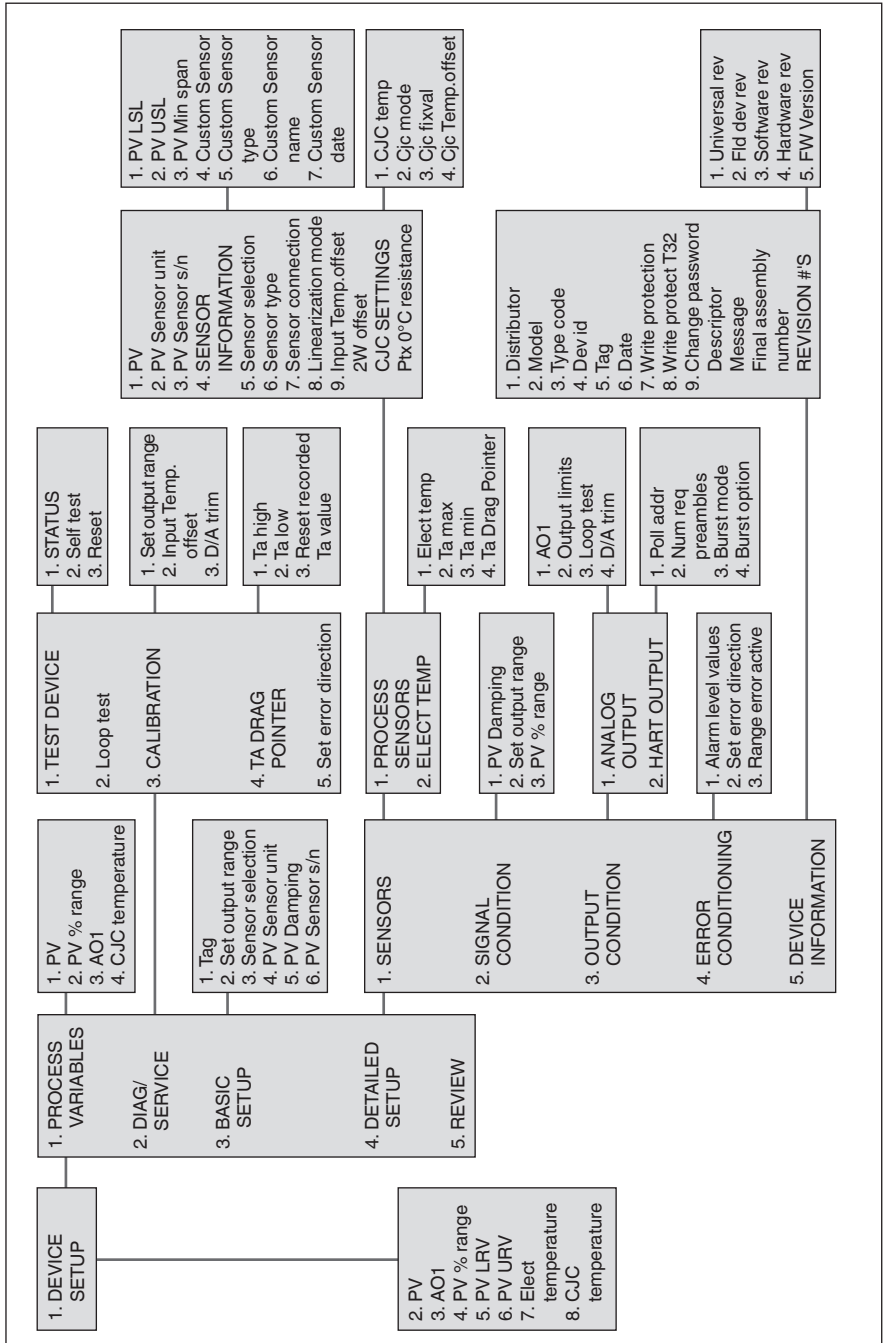 1. DEVICE
SETUP
2. PV
3. AO1
4. PV % range
5. PV LRV
6. PV URV
7. Elect
temperature
8. CJC
temperature
1. PROCESS
VARIABLES
2. DIAG/
SERVICE
3. BASIC
SETUP
4. DETAILED
SETUP
5. REVIEW
1. PV
2. PV % range
3. AO1
4. CJC temperature
1. Tag
2. Set output range
3. Sensor selection
4. PV Sensor unit
5. PV Damping
6. PV Sensor s/n
1. TEST DEVICE
2. Loop test
3. CALIBRATION
4. TA DRAG
POINTER
5. Set error direction
1. STATUS
2. Self test
3. Reset
1. Set output range
2. Input Temp.
offset
3. D/A trim
1. Ta high
2. Ta low
3. Reset recorded
Ta value
1. SENSORS
2. SIGNAL
CONDITION
3. OUTPUT
CONDITION
4. ERROR
CONDITIONING
5. DEVICE
INFORMATION
1. PROCESS
SENSORS
2. ELECT TEMP
1. PV Damping
2. Set output range
3. PV % range
1. ANALOG
OUTPUT
2. HART OUTPUT
1. Alarm level values
2. Set error direction
3. Range error active
1. Elect temp
2. Ta max
3. Ta min
4. Ta Drag Pointer
1. AO1
2. Output limits
3. Loop test
4. D/A trim
1. Poll addr
2. Num req
preambles
3. Burst mode
4. Burst option
1. PV
2. PV Sensor unit
3. PV Sensor s/n
4. SENSOR
INFORMATION
5. Sensor selection
6. Sensor type
7. Sensor connection
8. Linearization mode
9. Input Temp.offset
2W offset
CJC SETTINGS
Ptx 0°C resistance
1. PV LSL
2. PV USL
3. PV Min span
4. Custom Sensor
5. Custom Sensor
type
6. Custom Sensor
name
7. Custom Sensor
date
1. CJC temp
2. Cjc mode
3. Cjc fixval
4. Cjc Temp.offset
1. Distributor
2. Model
3. Type code
4. Dev id
5. Tag
6. Date
7. Write protection
8. Write protect T32
9. Change password
Descriptor
Message
Final assembly
number
REVISION #'S
1. Universal rev
2. Fld dev rev
3. Software rev
4. Hardware rev
5. FW Version